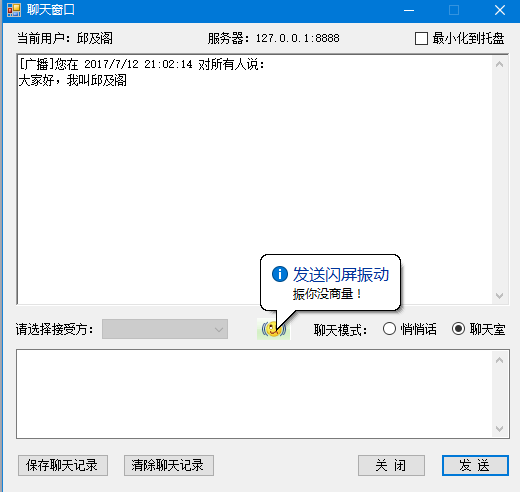 聊天窗口
当前用户：邱及阁 服务器：127.0.0.1:8888 最小化到托盘
[广播]您在 2017/7/12 21:02:14 对所有人说：
大家好，我叫邱及阁
发送闪屏振动
振你没商量！
请选择接受方： 聊天模式： 悄悄话 聊天室
保存聊天记录 清除聊天记录 关 闭 发 送